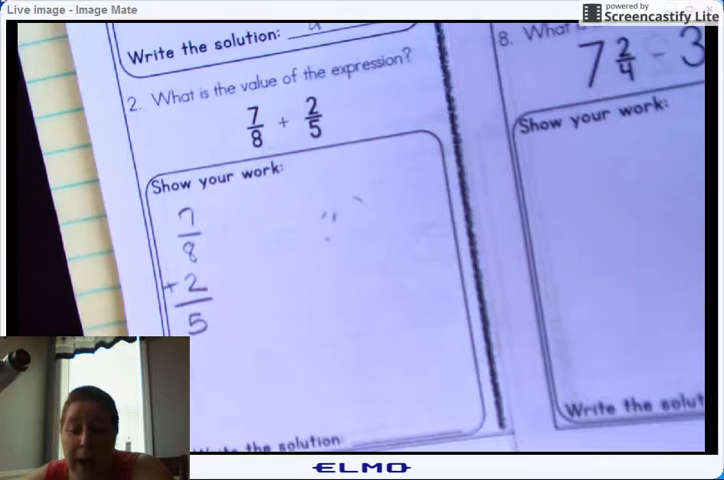 Live image - Image Mate
powered by
Screencastify Lite
Write the solution:
2. What is the value of the expression?
7/8 + 2/5
Show your work:
7
8
+ 2
5
Write the solution:
8. What
7 2/4 - 3
Show your work:
Write the solut
ELMO